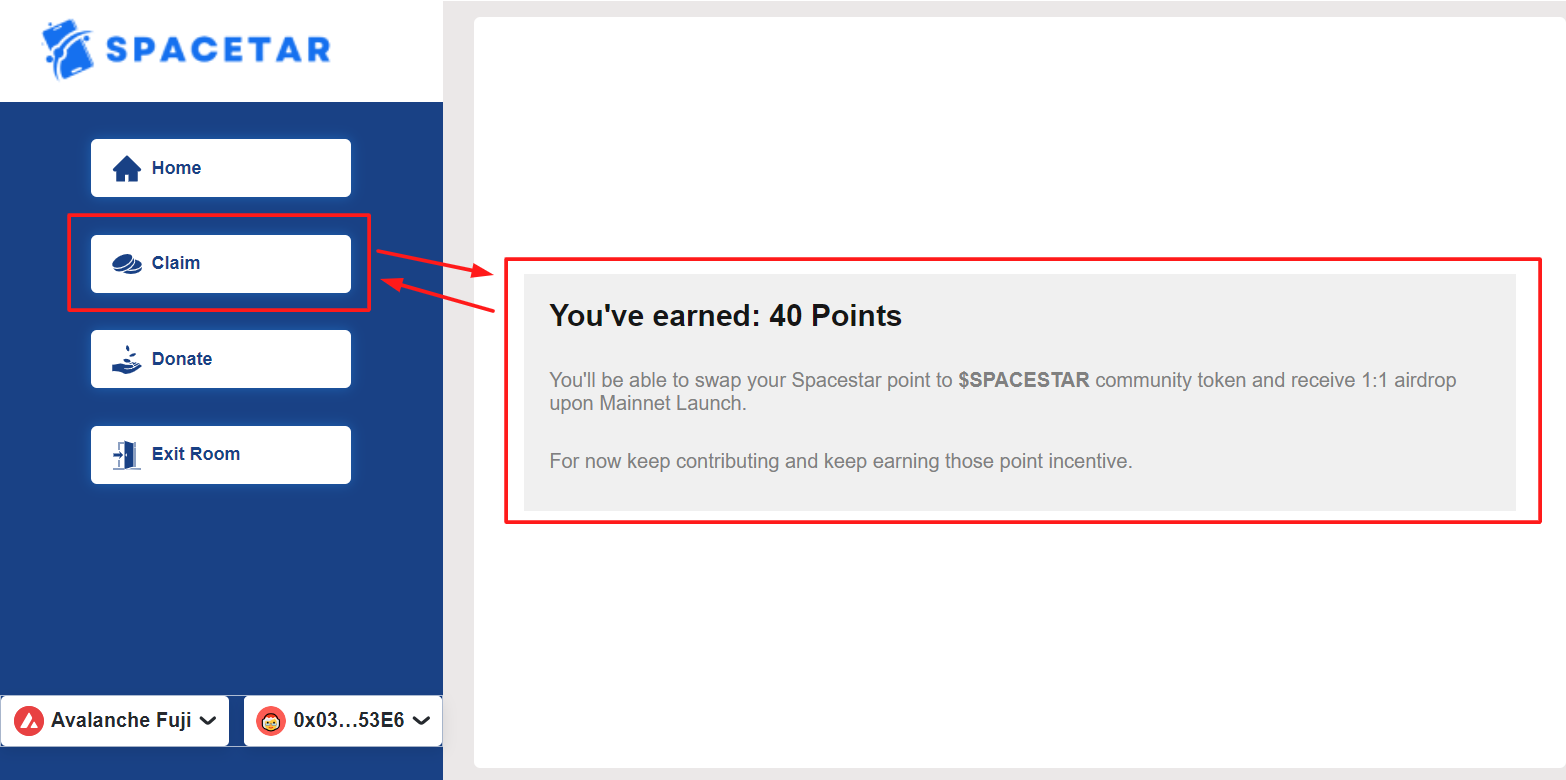 SPACETAR
Home
Claim
Donate
Exit Room
Avalanche Fuji
0x03...53E6
You've earned: 40 Points
You'll be able to swap your Spacestar point to $SPACESTAR community token and receive 1:1 airdrop
upon Mainnet Launch.
For now keep contributing and keep earning those point incentive.